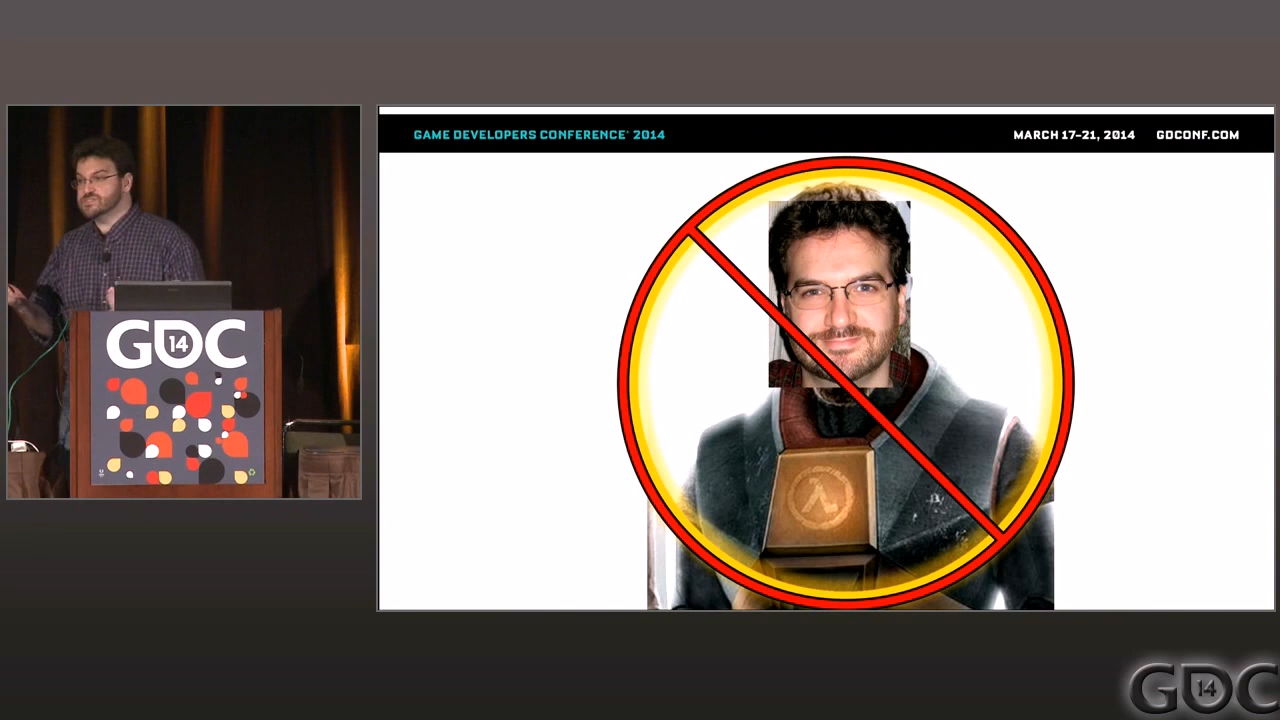 GAME DEVELOPERS CONFERENCE® 2014
MARCH 17–21, 2014 GDCONF.COM
GDC
14
GDC
14